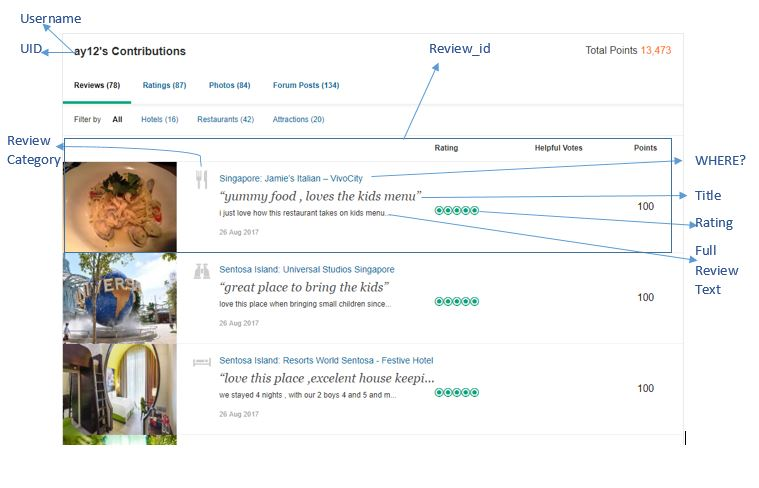 Username
UID
ay12's Contributions
Review_id
Total Points 13,473
Reviews (78) Ratings (87) Photos (84) Forum Posts (134)
Filter by All Hotels (16) Restaurants (42) Attractions (20)
Review
Category
Rating Helpful Votes Points
WHERE?
Singapore: Jamie's Italian – VivoCity
“yummy food , loves the kids menu”
Title
i just love how this restaurant takes on kids menu...
100
Rating
26 Aug 2017
Full
Review
Text
UNIVERS
Sentosa Island: Universal Studios Singapore
“great place to bring the kids”
love this place when bringing small children since...
100
26 Aug 2017
Sentosa Island: Resorts World Sentosa - Festive Hotel
“love this place ,excelent house keepi...
we stayed 4 nights , with our 2 boys 4 and 5 and m...
100
26 Aug 2017